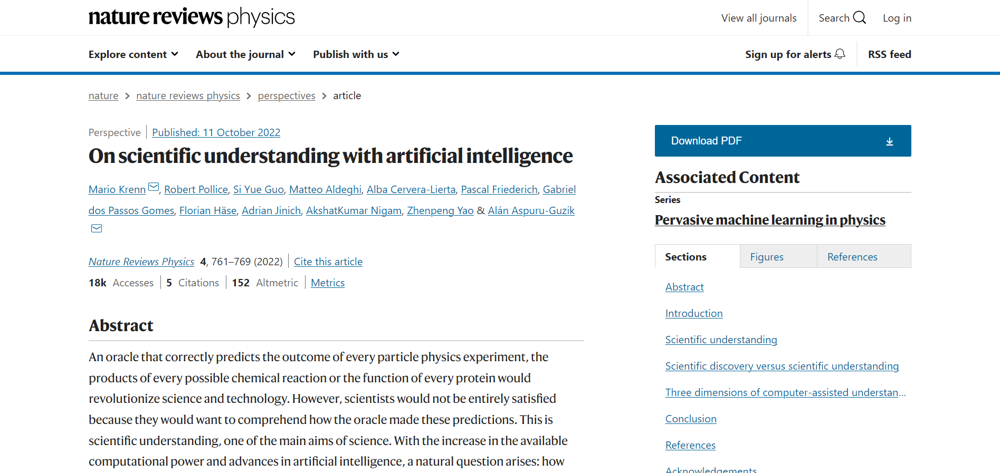 nature reviews physics
View all journals
Search
Log in
Explore content
About the journal
Publish with us
Sign up for alerts
RSS feed
nature > nature reviews physics > perspectives > article
Perspective
Published: 11 October 2022
On scientific understanding with artificial intelligence
Mario Krenn, Robert Pollice, Si Yue Guo, Matteo Aldeghi, Alba Cervera-Lierta, Pascal Friederich, Gabriel
dos Passos Gomes, Florian Häse, Adrian Jinich, AkshatKumar Nigam, Zhenpeng Yao & Alán Aspuru-Guzik
Nature Reviews Physics 4, 761–769 (2022)
Cite this article
18k Accesses
5 Citations
152 Altmetric
Metrics
Abstract
An oracle that correctly predicts the outcome of every particle physics experiment, the
products of every possible chemical reaction or the function of every protein would
revolutionize science and technology. However, scientists would not be entirely satisfied
because they would want to comprehend how the oracle made these predictions. This is
scientific understanding, one of the main aims of science. With the increase in the available
computational power and advances in artificial intelligence, a natural question arises: how
Download PDF
Associated Content
Series
Pervasive machine learning in physics
Sections
Figures
References
Abstract
Introduction
Scientific understanding
Scientific discovery versus scientific understanding
Three dimensions of computer-assisted understan...
Conclusion
References
Acknowledgements